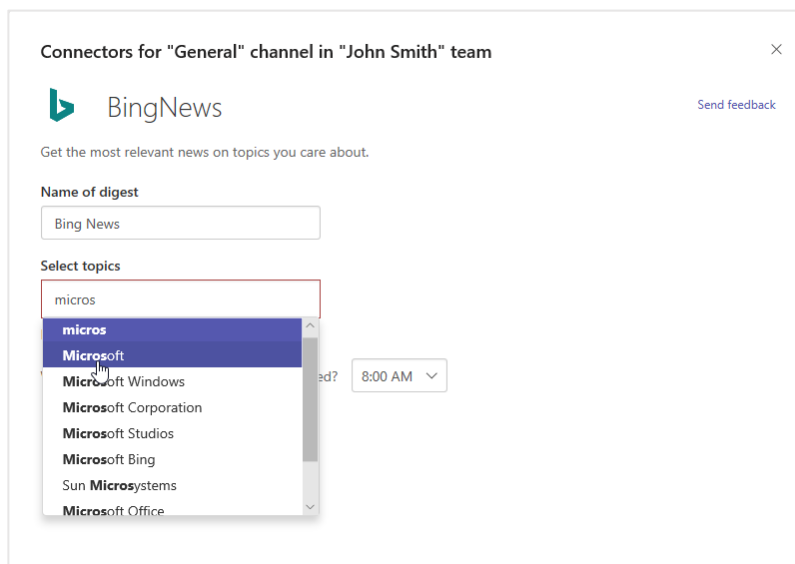 Connectors for "General" channel in "John Smith" team
BingNews
Send feedback
Get the most relevant news on topics you care about.
Name of digest
Bing News
Select topics
micros
micros
Microsoft
Microsoft Windows
ed? 8:00 AM
Microsoft Corporation
Microsoft Studios
Microsoft Bing
Sun Microsystems
Microsoft Office